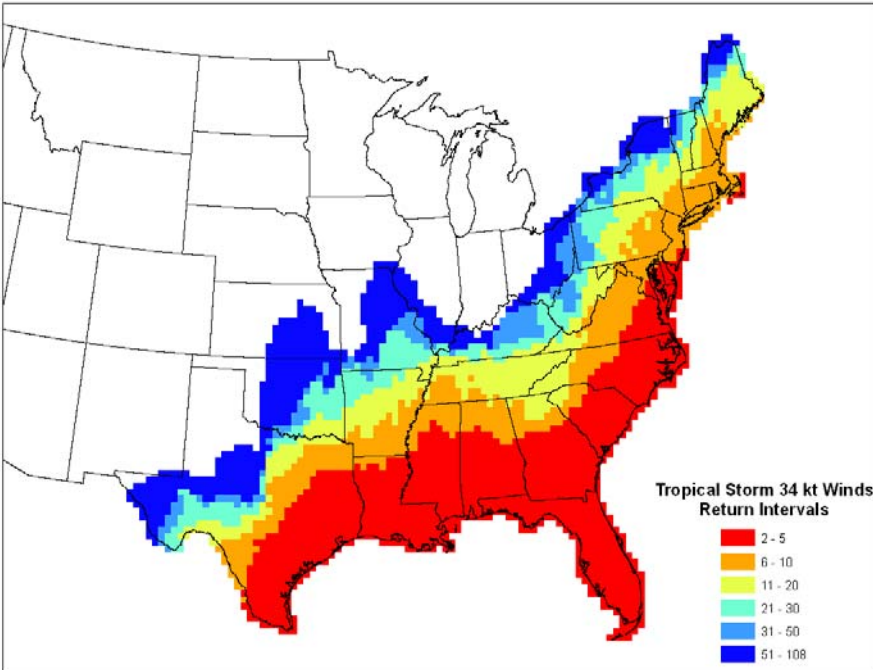 Tropical Storm 34 kt Winds
Return Intervals
2 - 5
6 - 10
11 - 20
21 - 30
31 - 50
51 - 108